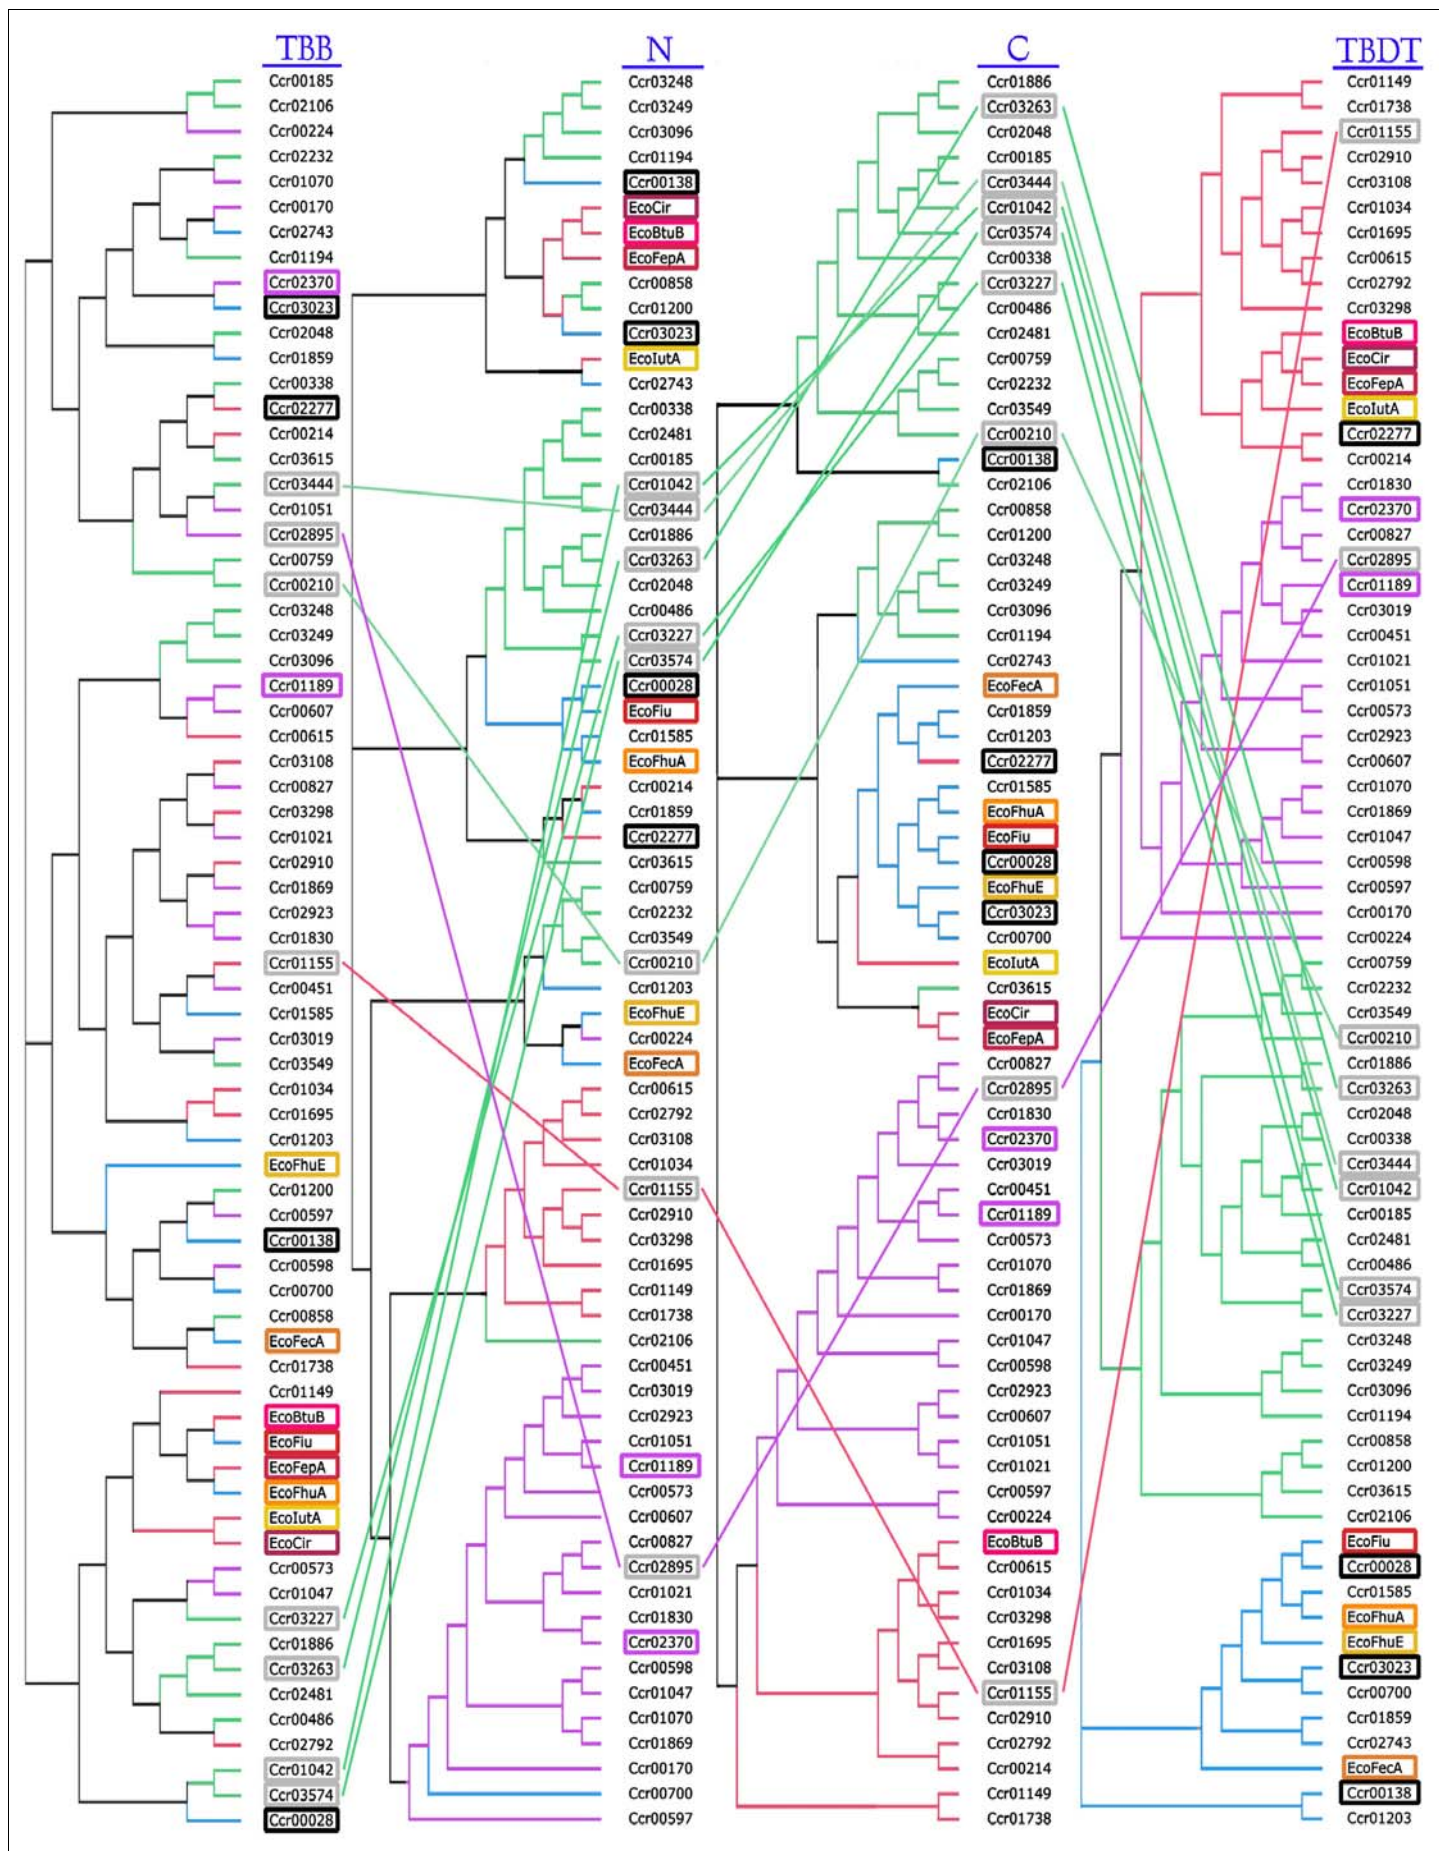 TBB
Ccr00185
Ccr02106
Ccr00224
Ccr02232
Ccr01070
Ccr00170
Ccr02743
Ccr01194
Ccr02370
Ccr03023
Ccr02048
Ccr01859
Ccr00338
Ccr02277
Ccr00214
Ccr03615
Ccr03444
Ccr01051
Ccr02895
Ccr00759
Ccr00210
Ccr03248
Ccr03249
Ccr03096
Ccr01189
Ccr00607
Ccr00615
Ccr03108
Ccr00827
Ccr03298
Ccr01021
Ccr02910
Ccr01869
Ccr02923
Ccr01830
Ccr01155
Ccr00451
Ccr01585
Ccr03019
Ccr03549
Ccr01034
Ccr01695
Ccr01203
EcoFhuE
Ccr01200
Ccr00597
Ccr00138
Ccr00598
Ccr00700
Ccr00858
EcoFecA
Ccr01738
Ccr01149
EcoBtuB
EcoFiu
EcoFepA
EcoFhuA
EcoIutA
EcoCir
Ccr00573
Ccr01047
Ccr03227
Ccr01886
Ccr03263
Ccr02481
Ccr00486
Ccr02792
Ccr01042
Ccr03574
Ccr00028
N
Ccr03248
Ccr03249
Ccr03096
Ccr01194
Ccr00138
EcoCir
EcoBtuB
EcoFepA
Ccr00858
Ccr01200
Ccr03023
EcoIutA
Ccr02743
Ccr00338
Ccr02481
Ccr00185
Ccr01042
Ccr03444
Ccr01886
Ccr03263
Ccr02048
Ccr00486
Ccr03227
Ccr03574
Ccr00028
EcoFiu
Ccr01585
EcoFhuA
Ccr00214
Ccr01859
Ccr02277
Ccr03615
Ccr00759
Ccr02232
Ccr03549
Ccr00210
Ccr01203
EcoFhuE
Ccr00224
EcoFecA
Ccr00615
Ccr02792
Ccr03108
Ccr01034
Ccr01155
Ccr02910
Ccr03298
Ccr01695
Ccr01149
Ccr01738
Ccr02106
Ccr00451
Ccr03019
Ccr02923
Ccr01051
Ccr01189
Ccr00573
Ccr00607
Ccr00827
Ccr02895
Ccr01021
Ccr01830
Ccr02370
Ccr00598
Ccr01047
Ccr01070
Ccr01869
Ccr00170
Ccr00700
Ccr00597
C
Ccr01886
Ccr03263
Ccr02048
Ccr00185
Ccr03444
Ccr01042
Ccr03574
Ccr00338
Ccr03227
Ccr00486
Ccr02481
Ccr00759
Ccr02232
Ccr03549
Ccr00210
Ccr00138
Ccr02106
Ccr00858
Ccr01200
Ccr03248
Ccr03249
Ccr03096
Ccr01194
Ccr02743
EcoFecA
Ccr01859
Ccr01203
Ccr02277
Ccr01585
EcoFhuA
EcoFiu
Ccr00028
EcoFhuE
Ccr03023
Ccr00700
EcoIutA
Ccr03615
EcoCir
EcoFepA
Ccr00827
Ccr02895
Ccr01830
Ccr02370
Ccr03019
Ccr00451
Ccr01189
Ccr00573
Ccr01070
Ccr01869
Ccr00170
Ccr01047
Ccr00598
Ccr02923
Ccr00607
Ccr01051
Ccr01021
Ccr00597
Ccr00224
EcoBtuB
Ccr00615
Ccr01034
Ccr03298
Ccr01695
Ccr03108
Ccr01155
Ccr02910
Ccr02792
Ccr00214
Ccr01149
Ccr01738
TBDT
Ccr01149
Ccr01738
Ccr01155
Ccr02910
Ccr03108
Ccr01034
Ccr01695
Ccr00615
Ccr02792
Ccr03298
EcoBtuB
EcoCir
EcoFepA
EcoIutA
Ccr02277
Ccr00214
Ccr01830
Ccr02370
Ccr00827
Ccr02895
Ccr01189
Ccr03019
Ccr00451
Ccr01021
Ccr01051
Ccr00573
Ccr02923
Ccr00607
Ccr01070
Ccr01869
Ccr01047
Ccr00598
Ccr00597
Ccr00170
Ccr00224
Ccr00759
Ccr02232
Ccr03549
Ccr00210
Ccr01886
Ccr03263
Ccr02048
Ccr00338
Ccr03444
Ccr01042
Ccr00185
Ccr02481
Ccr00486
Ccr03574
Ccr03227
Ccr03248
Ccr03249
Ccr03096
Ccr01194
Ccr00858
Ccr01200
Ccr03615
Ccr02106
EcoFiu
Ccr00028
Ccr01585
EcoFhuA
EcoFhuE
Ccr03023
Ccr00700
Ccr01859
Ccr02743
EcoFecA
Ccr00138
Ccr01203